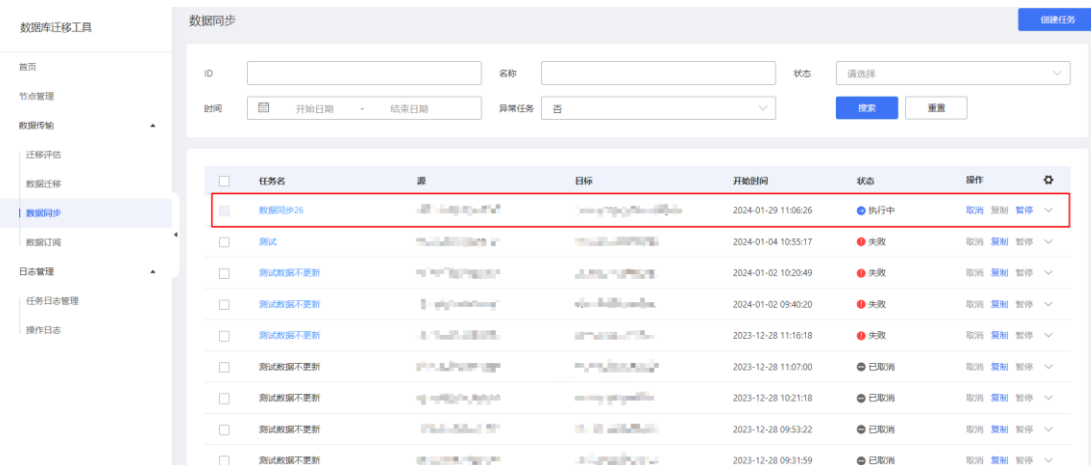 数据库迁移工具
首页
节点管理
数据传输
迁移评估
数据迁移
数据同步
数据订阅
日志管理
任务日志管理
操作日志
数据同步
创建任务
ID
名称
状态 请选择
时间 开始日期 - 结束日期
异常任务 否
搜索 重置
任务名 源 目标 开始时间 状态 操作
数据同步26 2024-01-29 11:06:26 执行中 取消 复制 暂停
测试 2024-01-04 10:55:17 失败 取消 复制 暂停
测试数据不更新 2024-01-02 10:20:49 失败 取消 复制 暂停
测试数据不更新 2024-01-02 09:40:20 失败 取消 复制 暂停
测试数据不更新 2023-12-28 11:16:18 失败 取消 复制 暂停
测试数据不更新 2023-12-28 11:07:00 已取消 取消 复制 暂停
测试数据不更新 2023-12-28 10:21:18 已取消 取消 复制 暂停
测试数据不更新 2023-12-28 09:53:22 已取消 取消 复制 暂停
测试数据不更新 2023-12-28 09:31:59 已取消 取消 复制 暂停